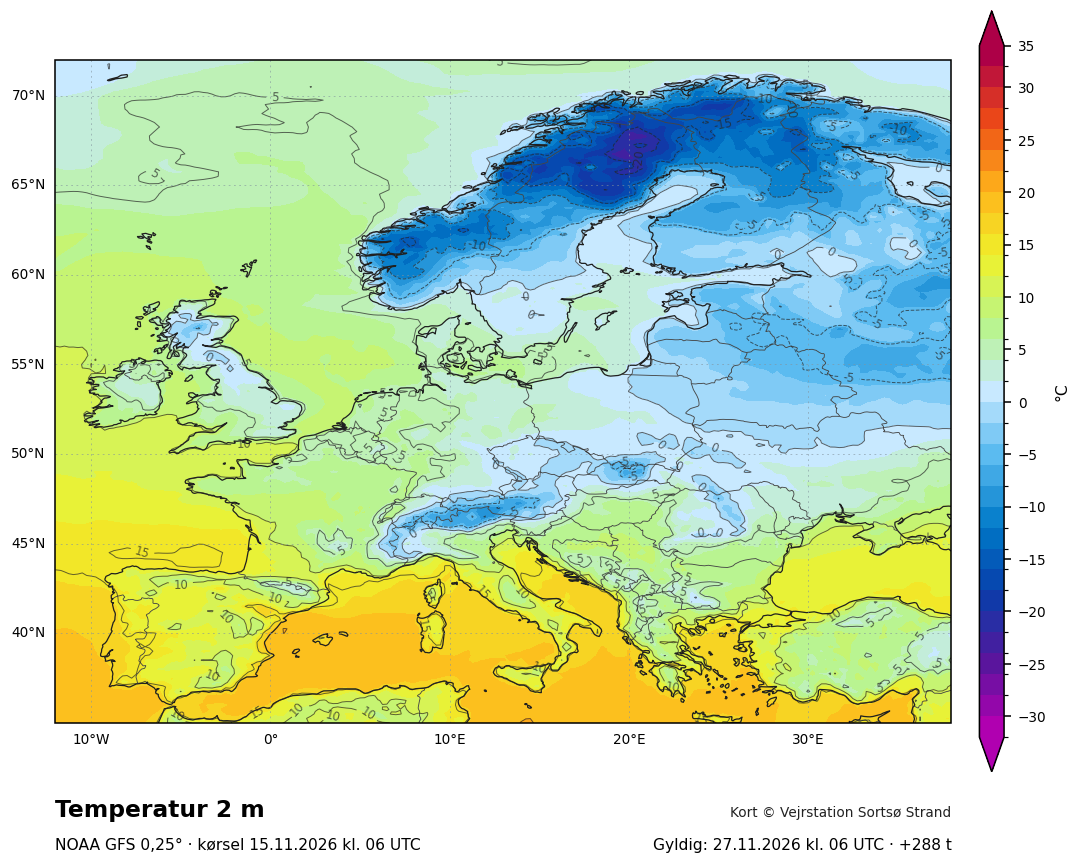 70°N
65°N
60°N
55°N
50°N
45°N
40°N
10°W
0°
10°E
20°E
30°E
35
30
25
20
15
10
5
0
−5
−10
−15
−20
−25
−30
°C
Temperatur 2 m
Kort © Vejrstation Sortsø Strand
NOAA GFS 0,25° · kørsel 15.11.2026 kl. 06 UTC
Gyldig: 27.11.2026 kl. 06 UTC · +288 t